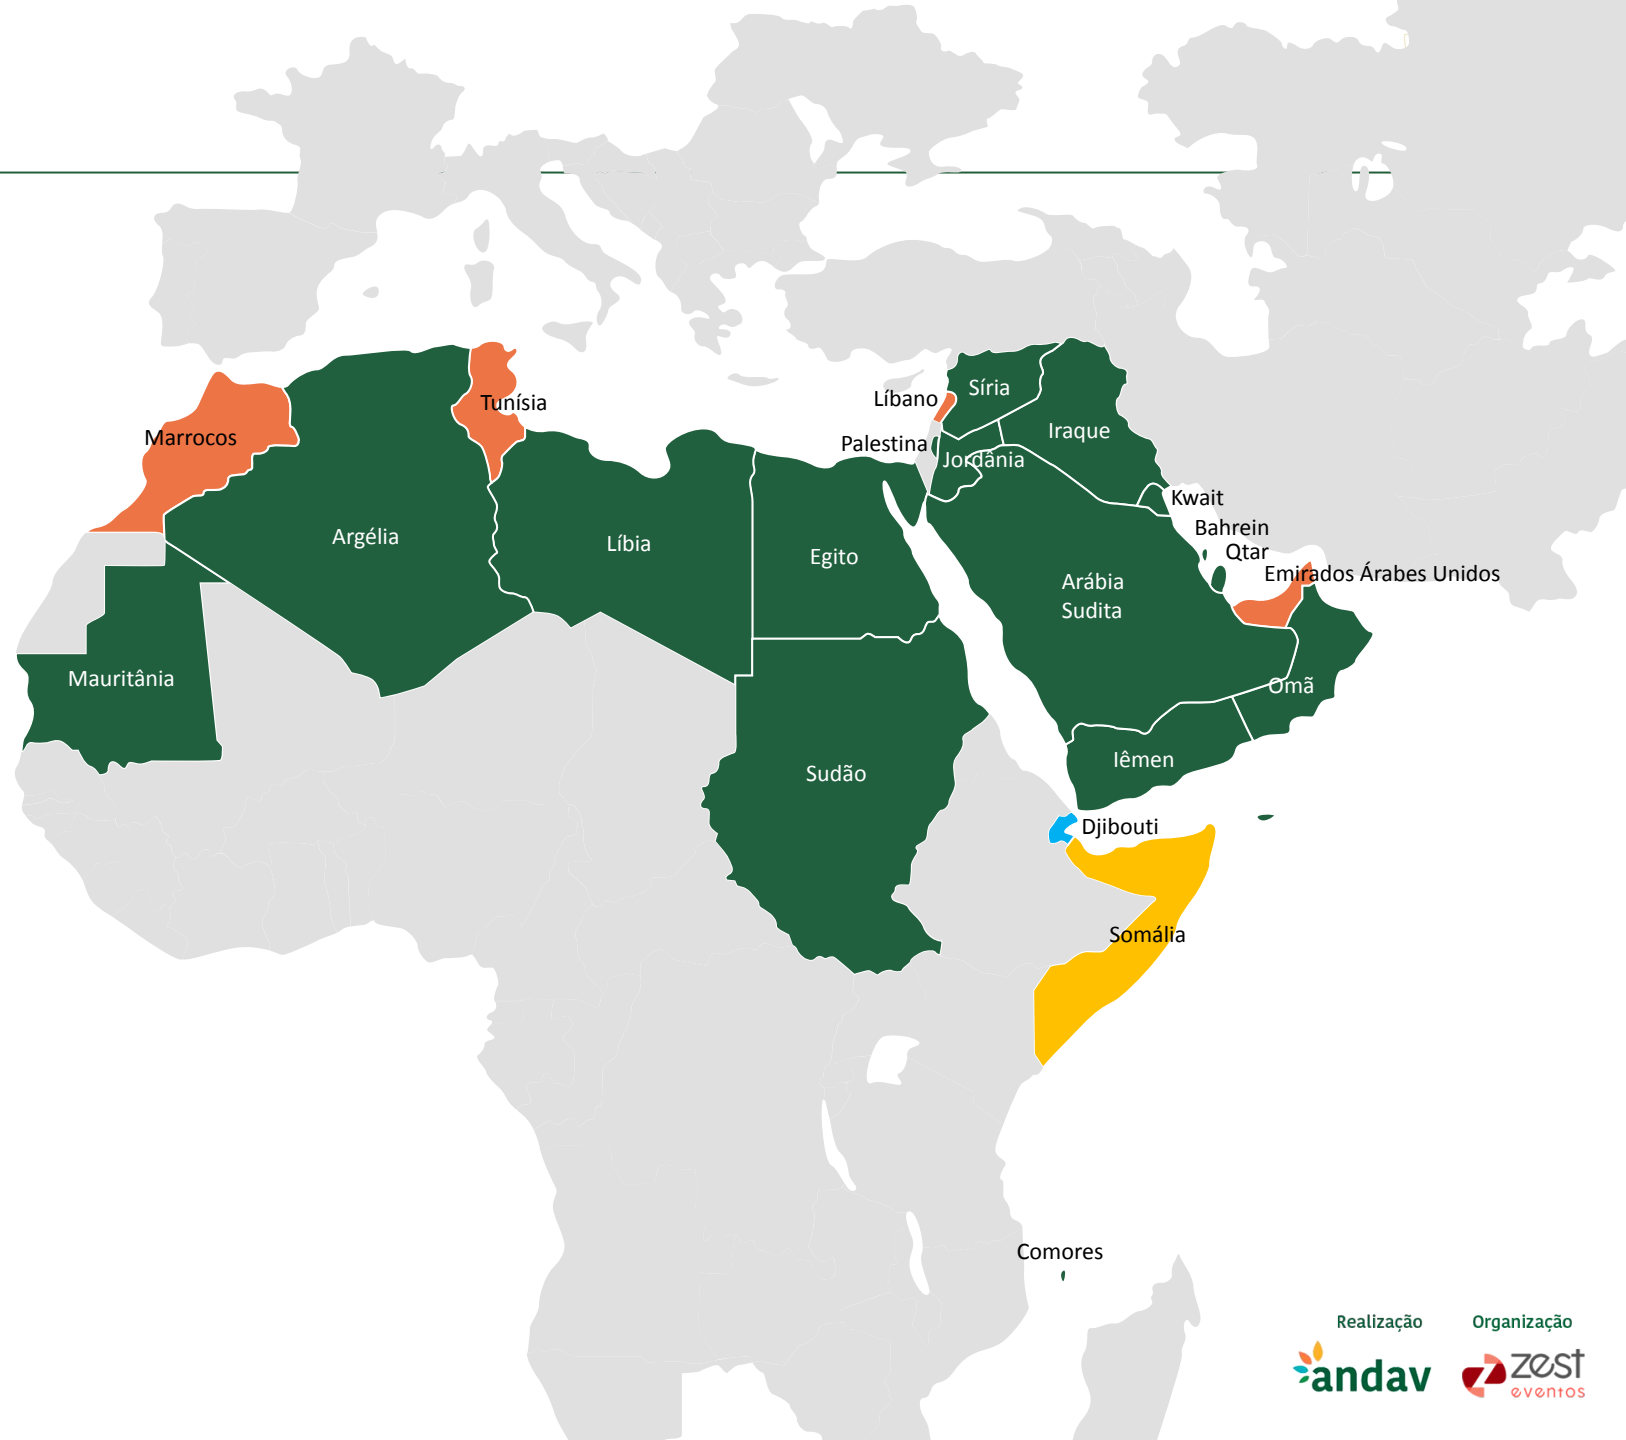 Síria
Líbano
Tunísia
Iraque
Marrocos
Palestina
Jordânia
Kwait
Bahrein
Argélia
Líbia
Qtar
Egito
Emirados Árabes Unidos
Arábia
Sudita
Mauritânia
Omã
Iêmen
Sudão
Djibouti
Somália
Comores
Realização
Organização
andav
zest
eventos